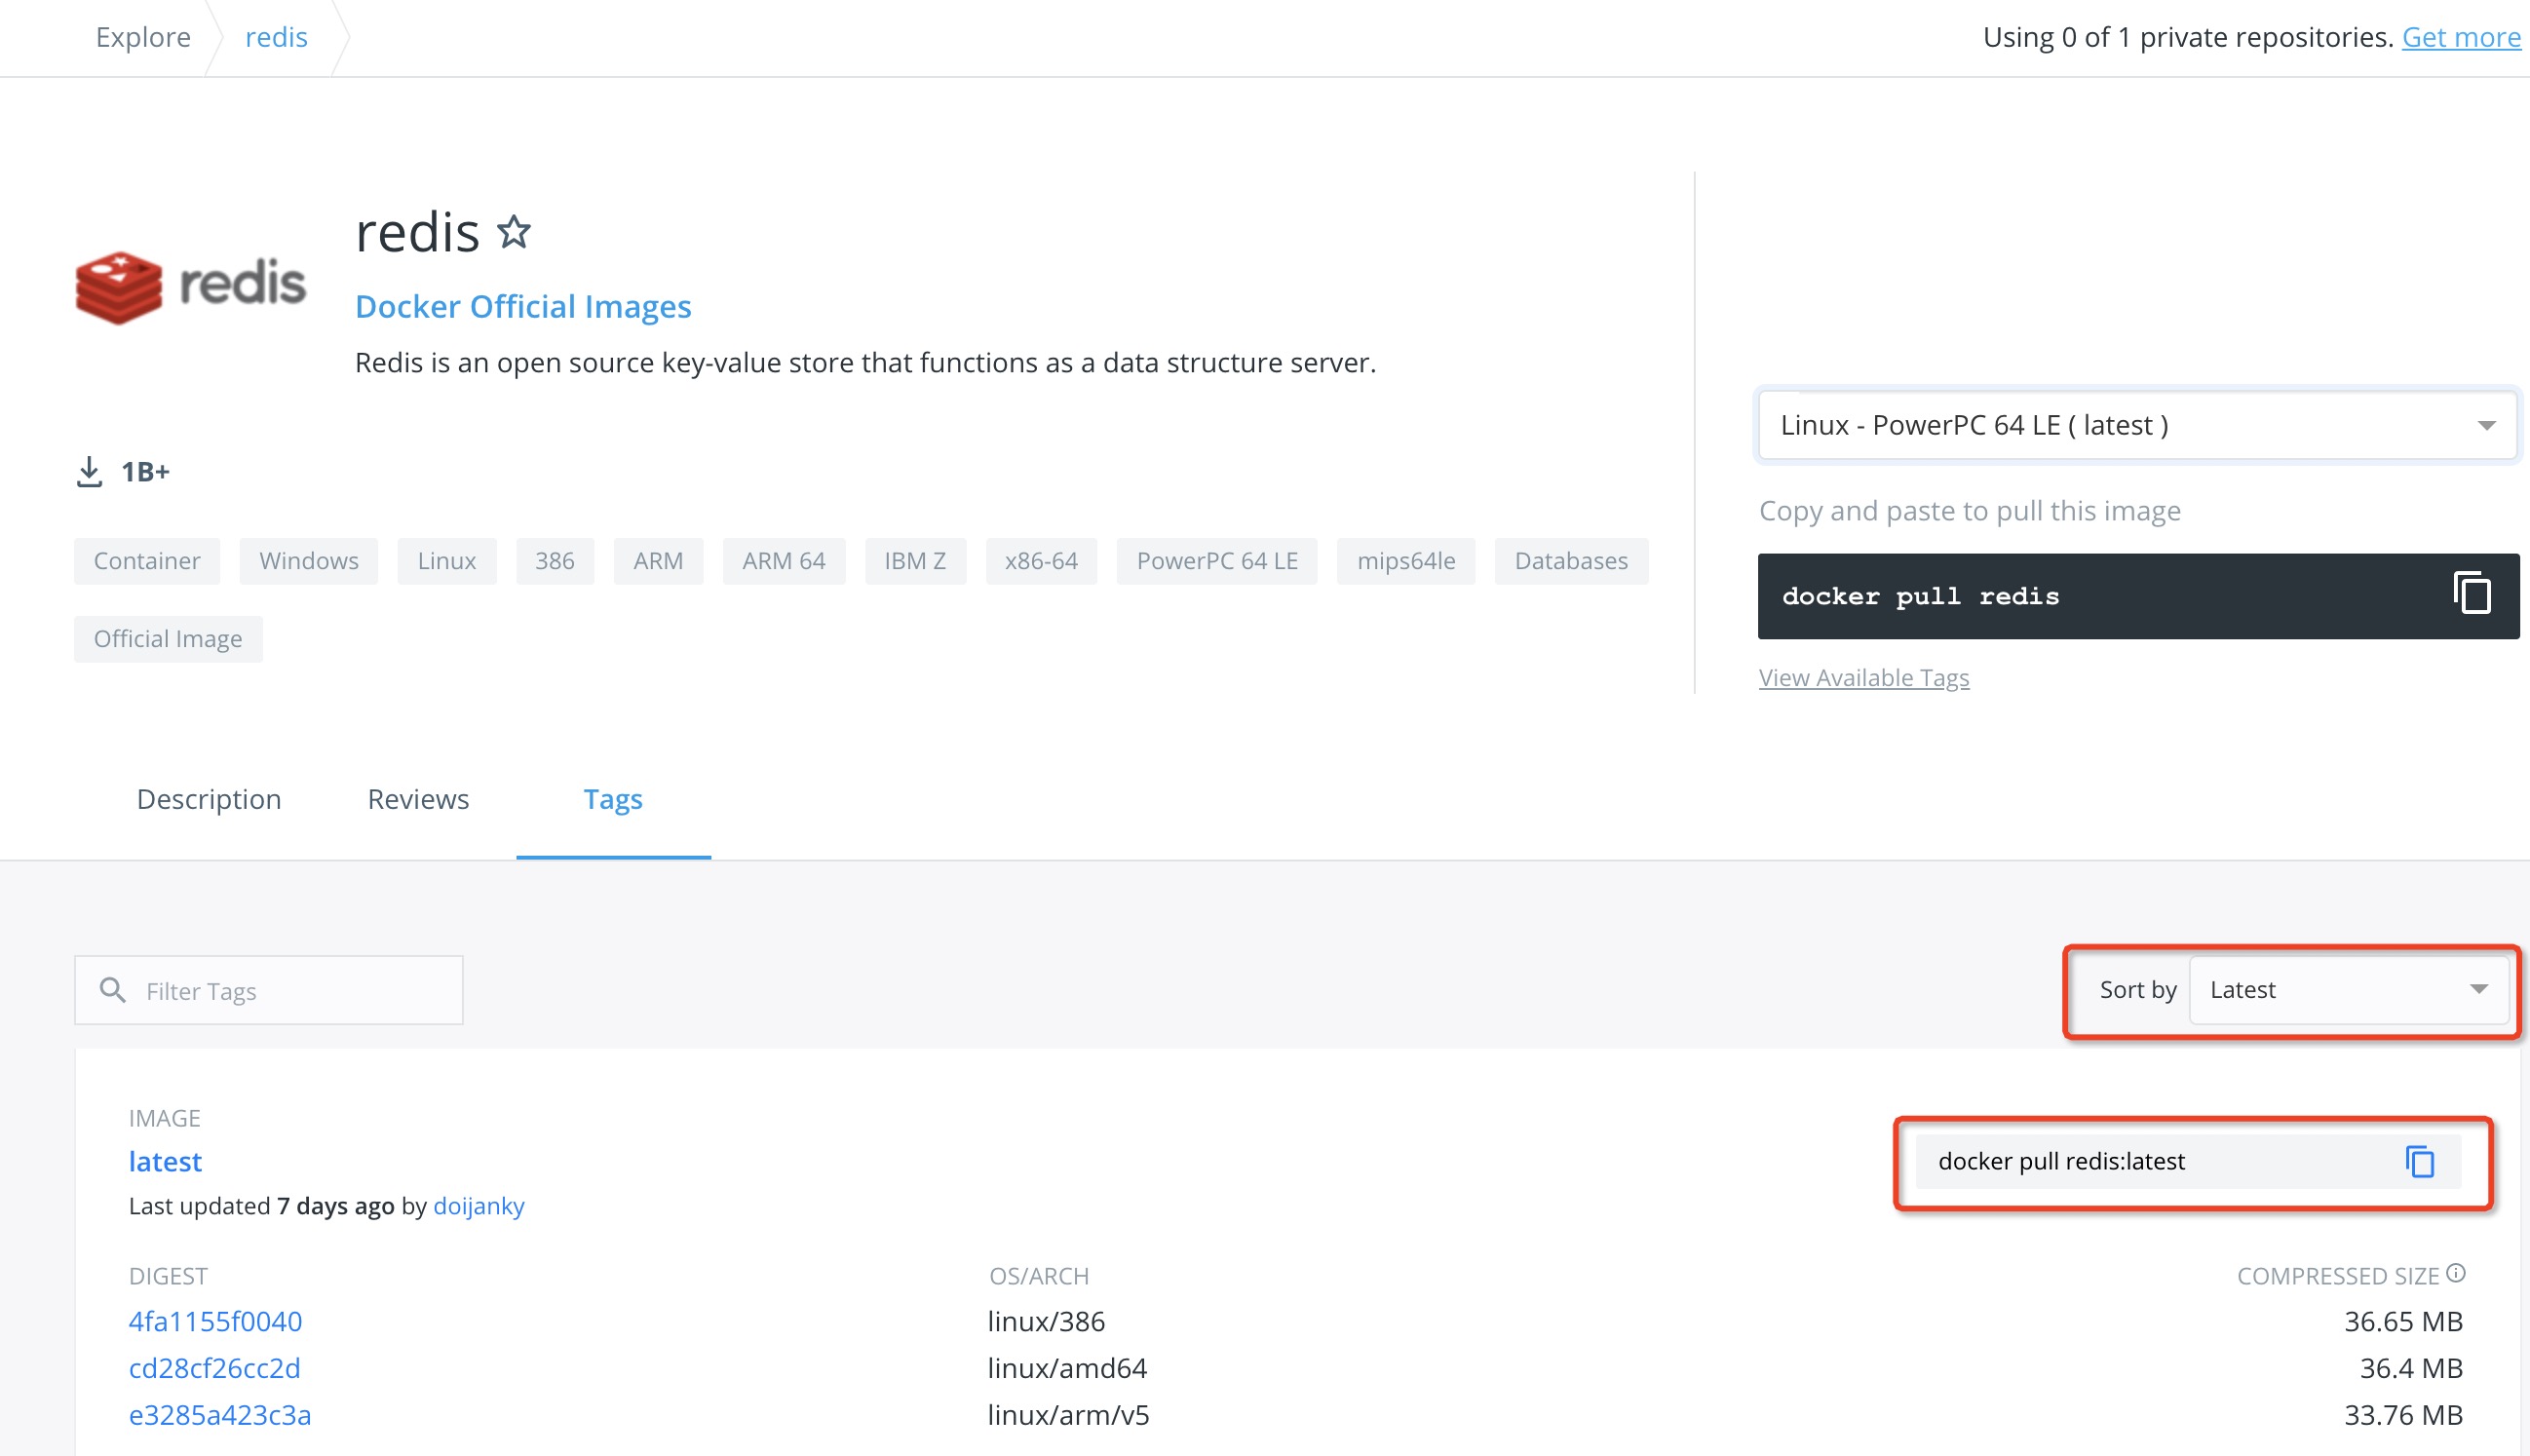 Explore redis Using 0 of 1 private repositories. Get more
redis
redis
Docker Official Images
Redis is an open source key-value store that functions as a data structure server.
1B+
Container Windows Linux 386 ARM ARM 64 IBM Z x86-64 PowerPC 64 LE mips64le Databases
Official Image
Linux - PowerPC 64 LE ( latest )
Copy and paste to pull this image
docker pull redis
View Available Tags
Description Reviews Tags
Filter Tags Sort by Latest
IMAGE
latest
Last updated 7 days ago by doijanky
docker pull redis:latest
DIGEST OS/ARCH COMPRESSED SIZE
4fa1155f0040 linux/386 36.65 MB
cd28cf26cc2d linux/amd64 36.4 MB
e3285a423c3a linux/arm/v5 33.76 MB